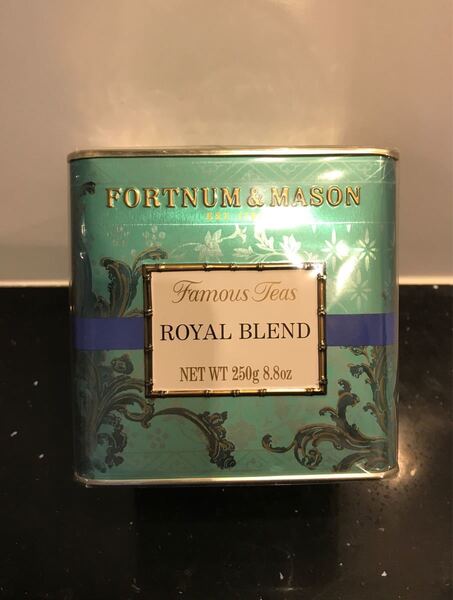 FORTNUM & MASON
Famous Teas
ROYAL BLEND
NET WT 250g 8.8oz